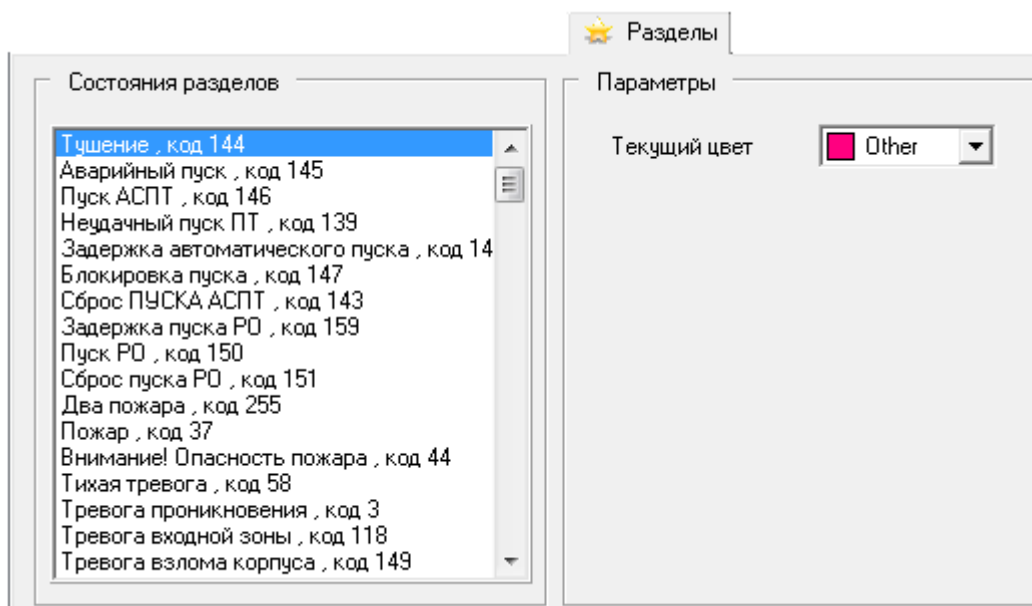 Разделы
Состояния разделов
Параметры
Текущий цвет
Other
Тушение , код 144
Аварийный пуск , код 145
Пуск АСПТ , код 146
Неудачный пуск ПТ , код 139
Задержка автоматического пуска , код 14
Блокировка пуска , код 147
Сброс ПУСКА АСПТ , код 143
Задержка пуска РО , код 159
Пуск РО , код 150
Сброс пуска РО , код 151
Два пожара , код 255
Пожар , код 37
Внимание! Опасность пожара , код 44
Тихая тревога , код 58
Тревога проникновения , код 3
Тревога входной зоны , код 118
Тревога взлома корпуса , код 149